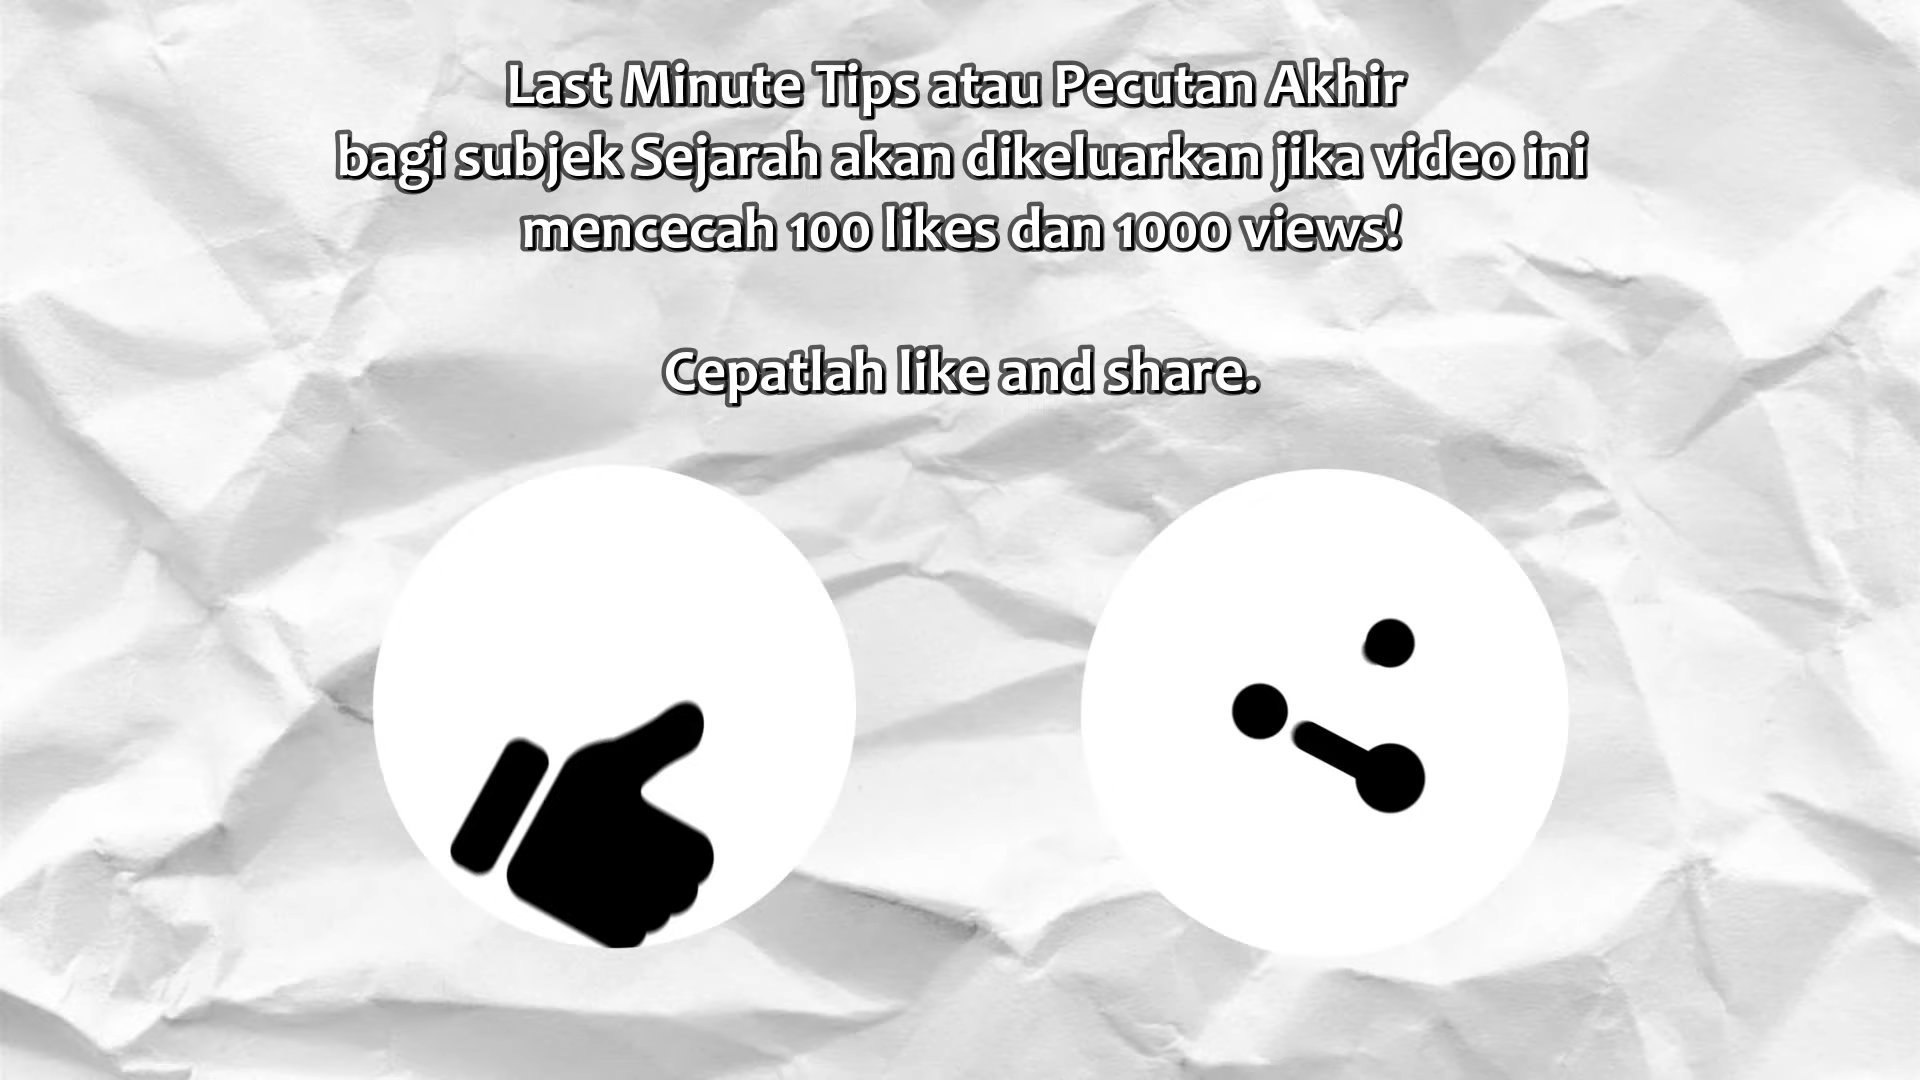 Last Minute Tips atau Pecutan Akhir
bagi subjek Sejarah akan dikeluarkan jika video ini
mencecah 100 likes dan 1000 views!
Cepatlah like and share.